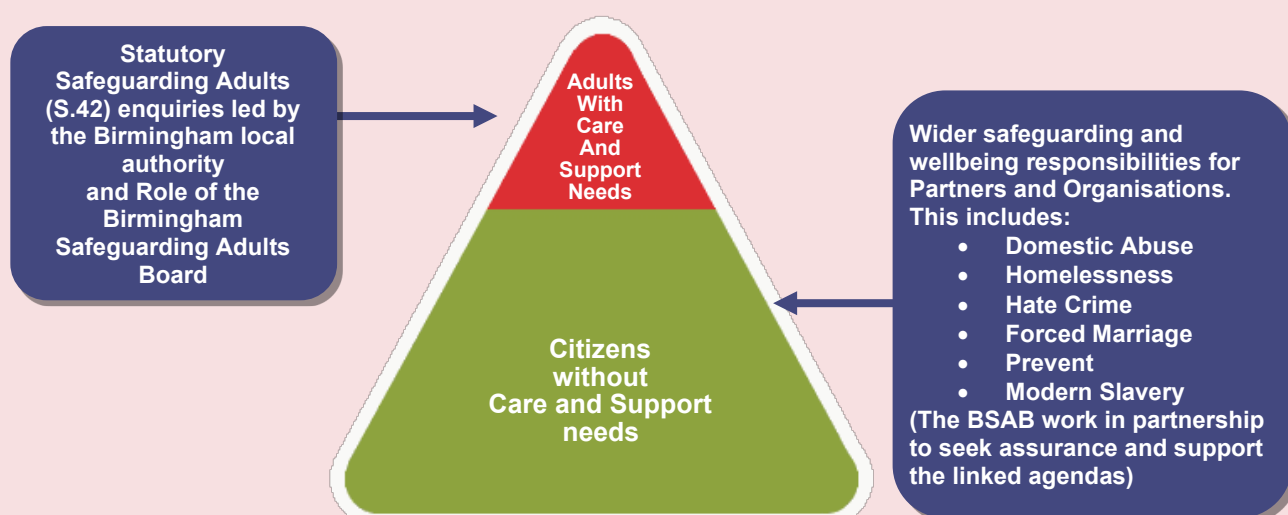 Statutory
Safeguarding Adults
(S.42) enquiries led by
the Birmingham local
authority
and Role of the
Birmingham
Safeguarding Adults
Board
Adults
With
Care
And
Support
Needs
Citizens
without
Care and Support
needs
Wider safeguarding and
wellbeing responsibilities for
Partners and Organisations.
This includes:
• Domestic Abuse
• Homelessness
• Hate Crime
• Forced Marriage
• Prevent
• Modern Slavery
(The BSAB work in partnership
to seek assurance and support
the linked agendas)